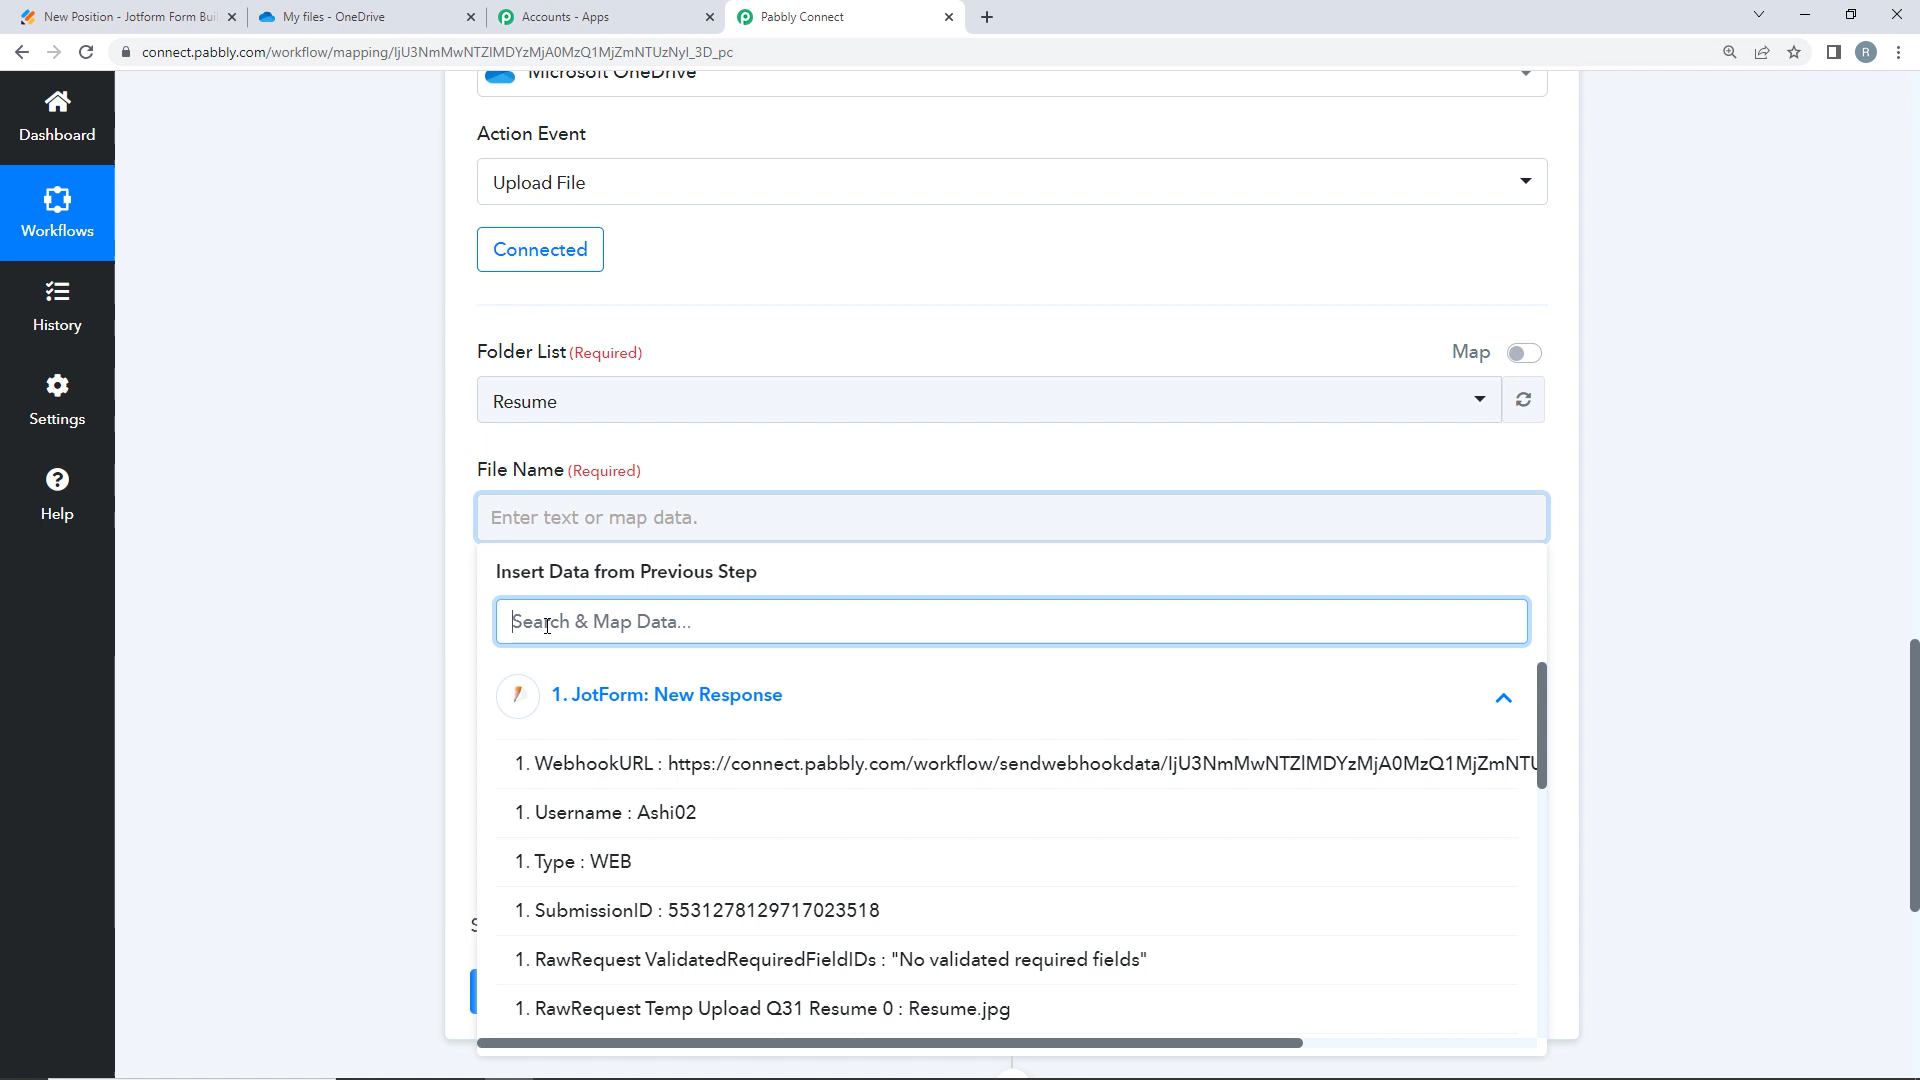 New Position - Jotform Form Bui
My files - OneDrive
Accounts - Apps
Pabbly Connect
connect.pabbly.com/workflow/mapping/IjU3NmMwNTZlMDYzMjA0MzQ1MjZmNTUzNyI_3D_pc
R
Dashboard
Workflows
History
Settings
Help
Microsoft OneDrive
Action Event
Upload File
Connected
Folder List (Required)
Map
Resume
File Name (Required)
Enter text or map data.
Insert Data from Previous Step
Search & Map Data...
1. JotForm: New Response
1. WebhookURL : https://connect.pabbly.com/workflow/sendwebhookdata/IjU3NmMwNTZlMDYzMjA0MzQ1MjZmNTU
1. Username : Ashi02
1. Type : WEB
1. SubmissionID : 5531278129717023518
1. RawRequest ValidatedRequiredFieldIDs : "No validated required fields"
1. RawRequest Temp Upload Q31 Resume 0 : Resume.jpg